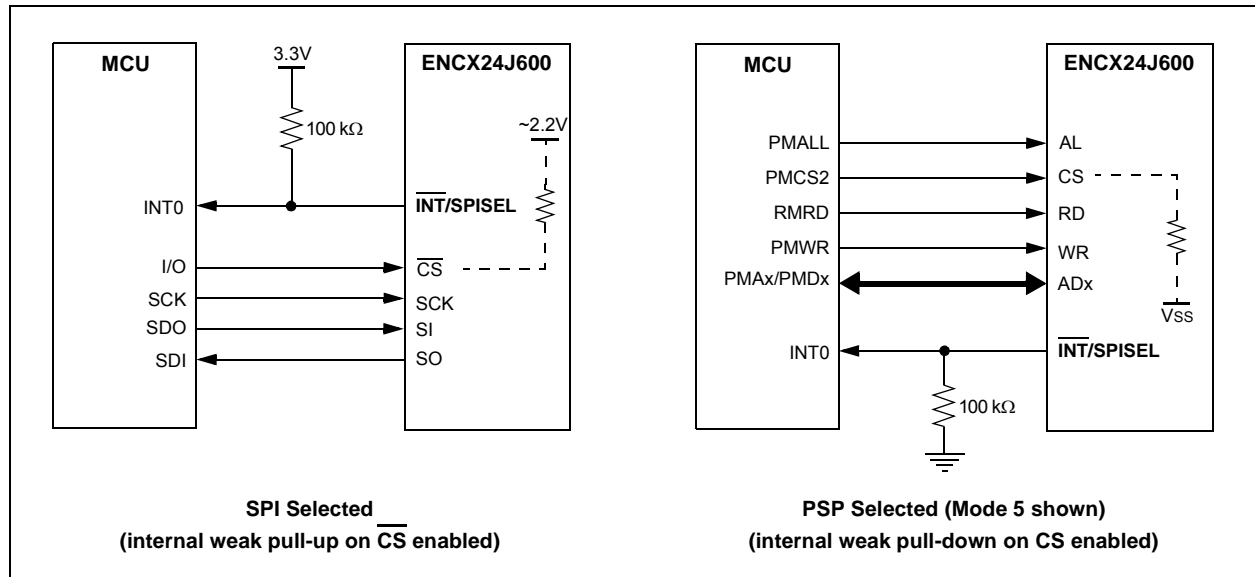 MCU
3.3V
100 kΩ
ENCX24J600
~2.2V
INT0
INT/SPISEL
I/O
CS
SCK
SCK
SDO
SI
SDI
SO
SPI Selected
(internal weak pull-up on CS enabled)
MCU
ENCX24J600
PMALL
AL
PMCS2
CS
RMRD
RD
PMWR
WR
PMAx/PMDx
ADx
VSS
INT0
INT/SPISEL
100 kΩ
PSP Selected (Mode 5 shown)
(internal weak pull-down on CS enabled)